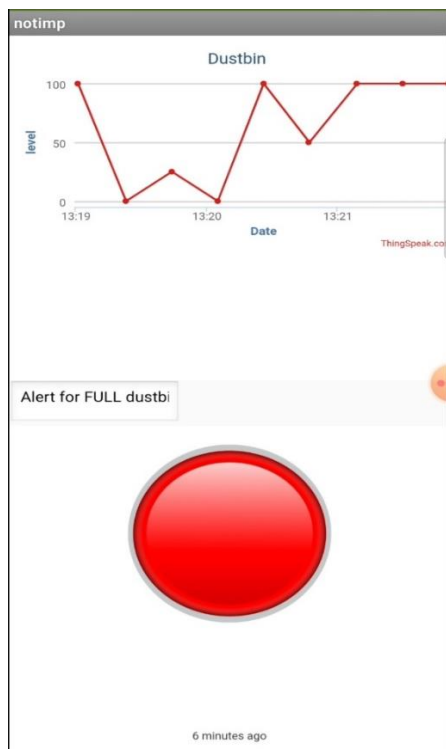 notimp
Dustbin
100
50
0
level
13:19 13:20 13:21
Date
ThingSpeak.co
Alert for FULL dustbi
6 minutes ago